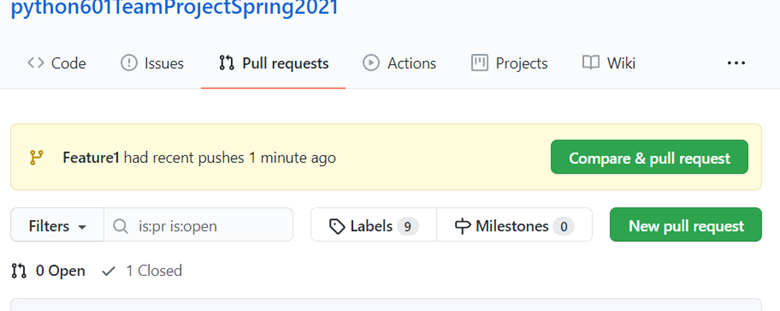 python601TeamProjectSpring2021
Code Issues Pull requests Actions Projects Wiki
Feature1 had recent pushes 1 minute ago Compare & pull request
Filters is:pr is:open Labels 9 Milestones 0 New pull request
0 Open 1 Closed